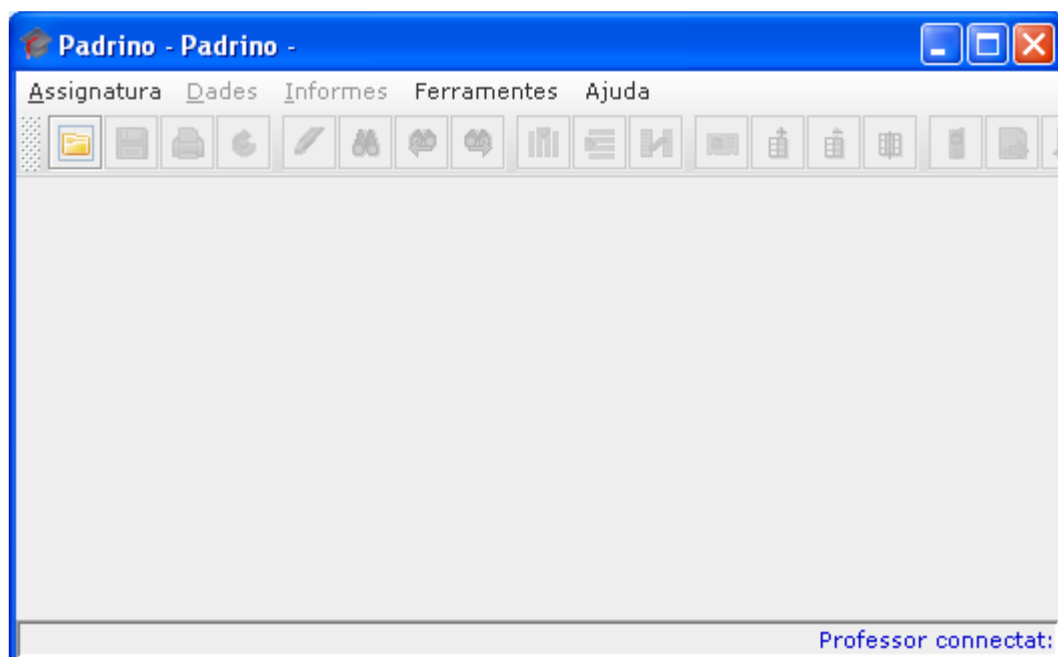 Padrino - Padrino -
Assignatura Dades Informes Ferramentes Ajuda
Professor connectat: